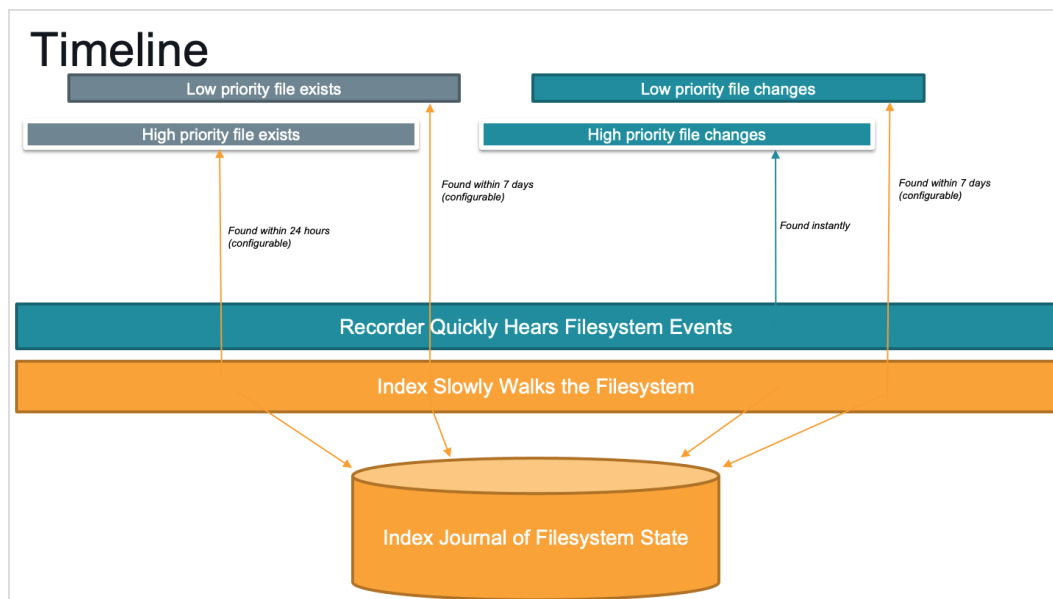 Timeline
Low priority file exists
Low priority file changes
High priority file exists
High priority file changes
Found within 7 days
(configurable)
Found within 7 days
(configurable)
Found within 24 hours
(configurable)
Found instantly
Recorder Quickly Hears Filesystem Events
Index Slowly Walks the Filesystem
Index Journal of Filesystem State